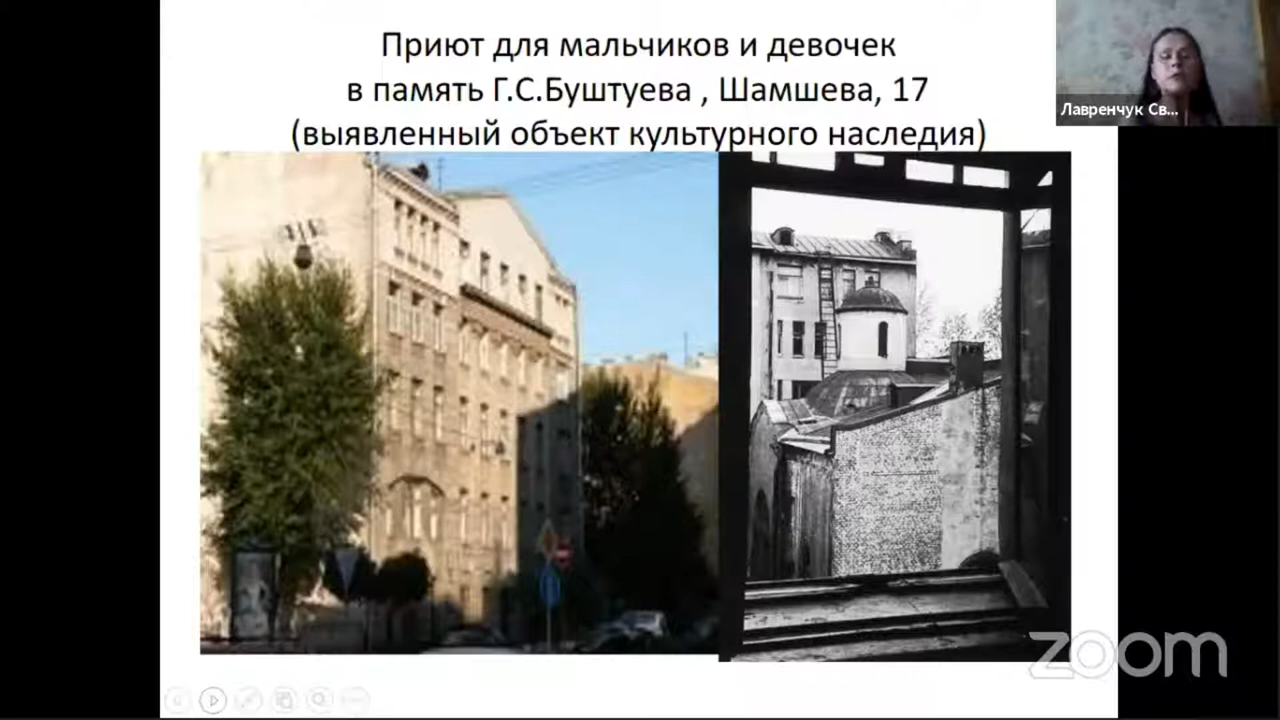 Приют для мальчиков и девочек
в память Г.С.Буштуева , Шамшева, 17
(выявленный объект культурного наследия)
Лавренчук Св...
zoom